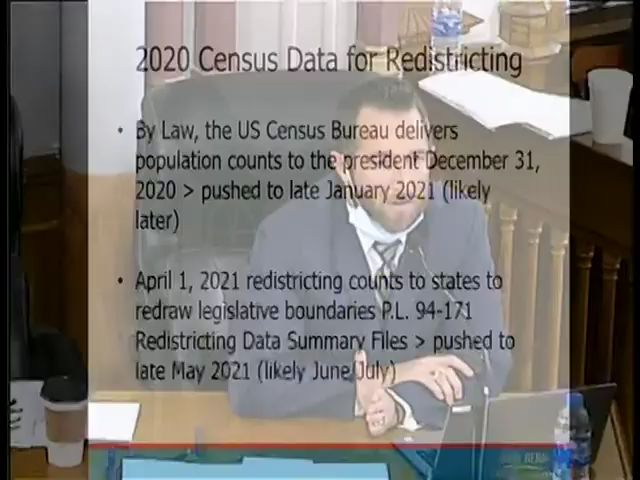 2020 Census Data for Redistricting
• By Law, the US Census Bureau delivers
population counts to the president December 31,
2020 > pushed to late January 2021 (likely
later)
• April 1, 2021 redistricting counts to states to
redraw legislative boundaries P.L. 94-171
Redistricting Data Summary Files > pushed to
late May 2021 (likely June/July)